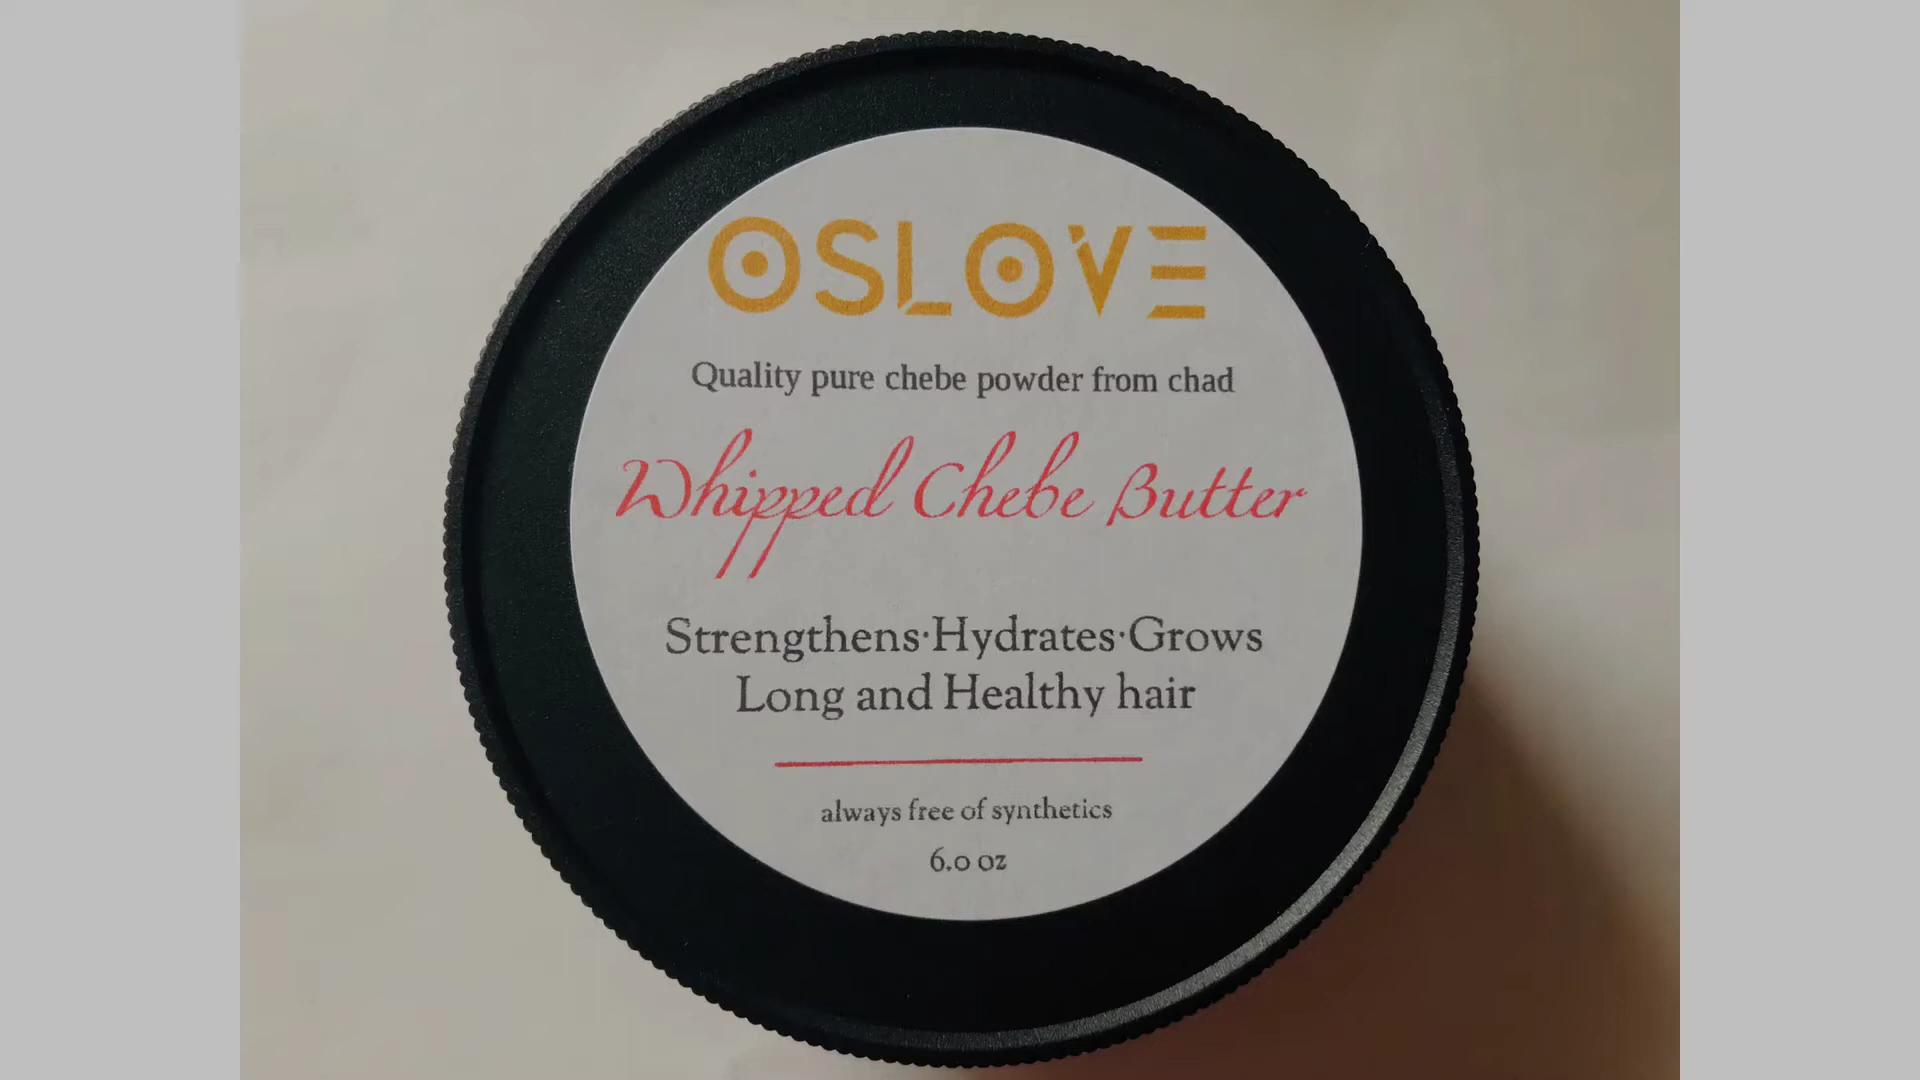 OSLOVE
Quality pure chebe powder from chad
Whipped Chebe Butter
Strengthens·Hydrates·Grows
Long and Healthy hair
always free of synthetics
6.0 oz